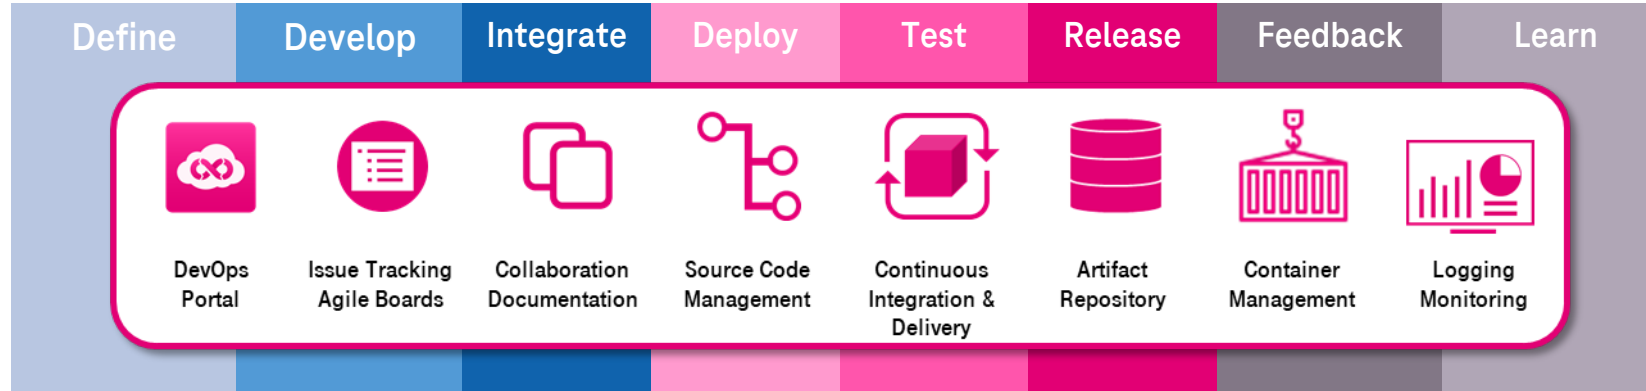 Define Develop Integrate Deploy Test Release Feedback Learn
DevOps
Portal
Issue Tracking
Agile Boards
Collaboration
Documentation
Source Code
Management
Continuous
Integration &
Delivery
Artifact
Repository
Container
Management
Logging
Monitoring